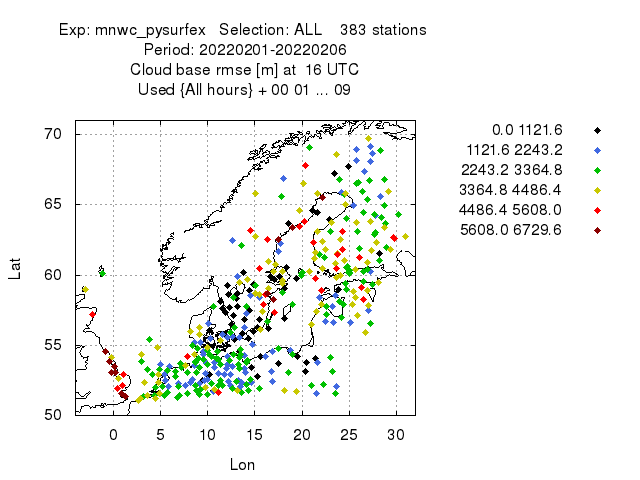 Exp: mnwc_pysurfex Selection: ALL 383 stations
Period: 20220201-20220206
Cloud base rmse [m] at 16 UTC
Used {All hours} + 00 01 ... 09
0.0 1121.6
1121.6 2243.2
2243.2 3364.8
3364.8 4486.4
4486.4 5608.0
5608.0 6729.6
70
65
60
55
50
Lat
0 5 10 15 20 25 30
Lon